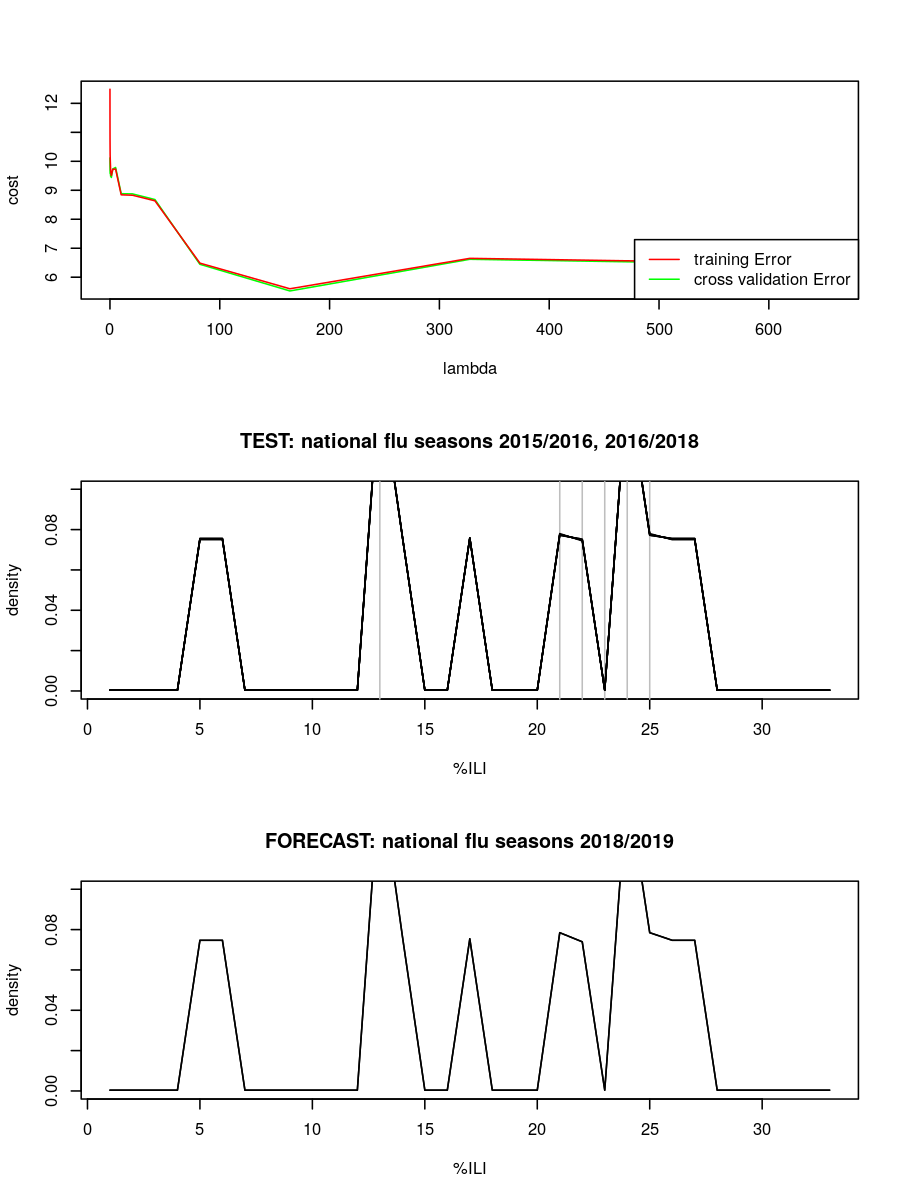 12
10
9
8
7
6
cost
training Error
cross validation Error
0 100 200 300 400 500 600
lambda
TEST: national flu seasons 2015/2016, 2016/2018
0.08
0.04
0.00
density
0 5 10 15 20 25 30
%ILI
FORECAST: national flu seasons 2018/2019
0.08
0.04
0.00
density
0 5 10 15 20 25 30
%ILI